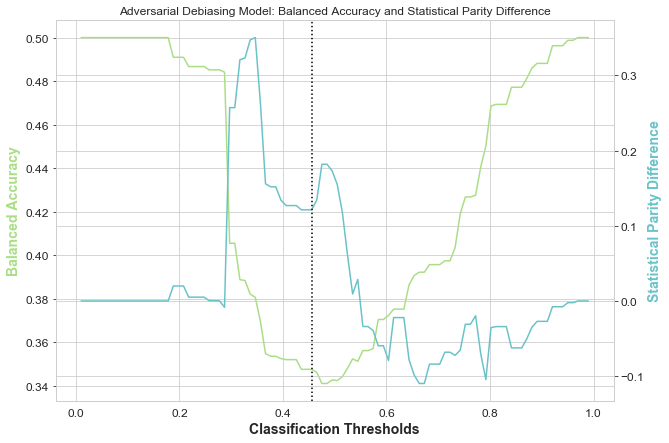 Adversarial Debiasing Model: Balanced Accuracy and Statistical Parity Difference
Balanced Accuracy
0.50
0.48
0.46
0.44
0.42
0.40
0.38
0.36
0.34
0.3
0.2
0.1
0.0
−0.1
Statistical Parity Difference
0.0 0.2 0.4 0.6 0.8 1.0
Classification Thresholds